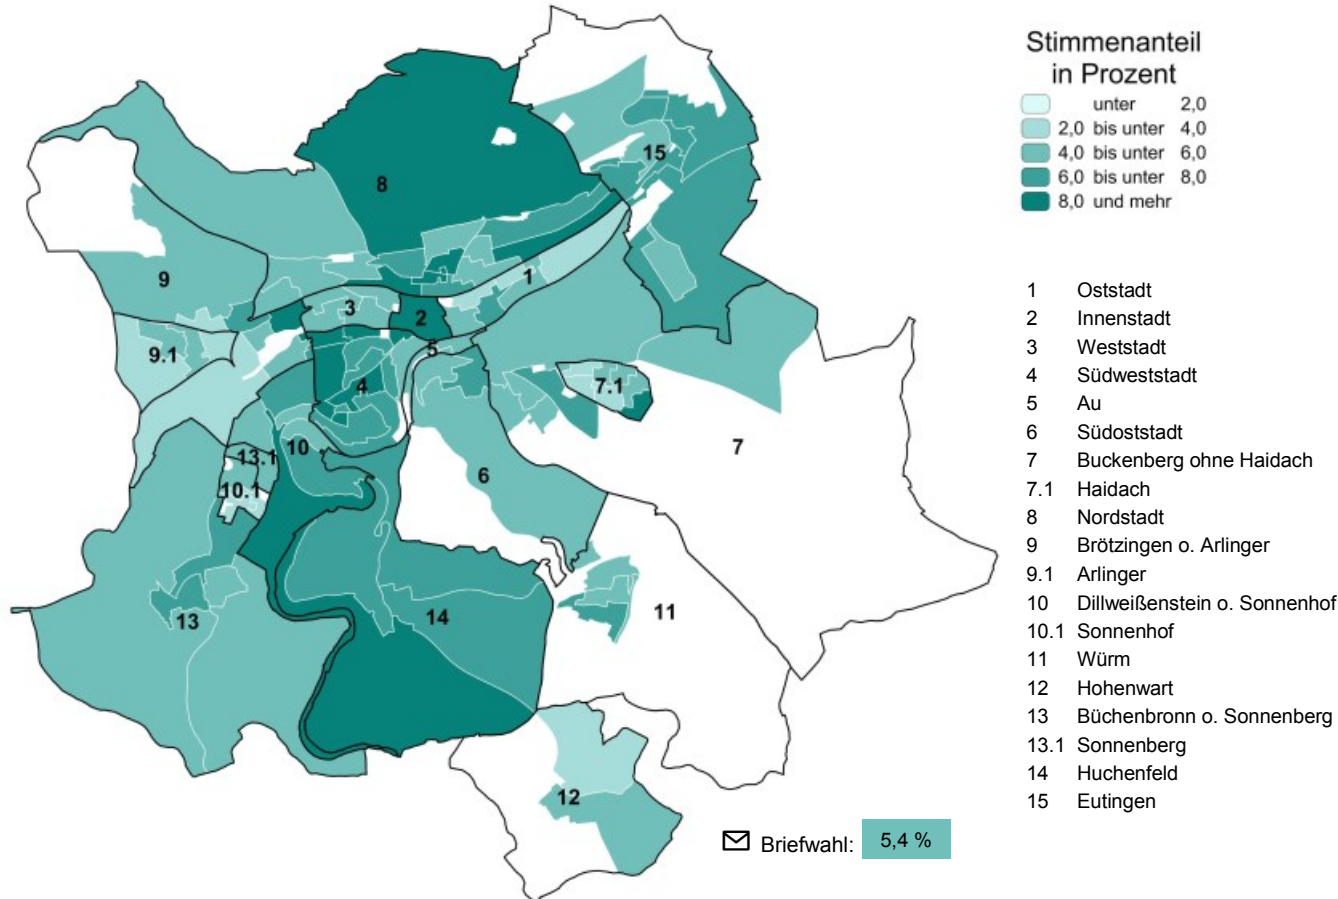 Stimmenanteil
in Prozent
unter 2,0
2,0 bis unter 4,0
4,0 bis unter 6,0
6,0 bis unter 8,0
8,0 und mehr
1 Oststadt
2 Innenstadt
3 Weststadt
4 Südweststadt
5 Au
6 Südoststadt
7 Buckenberg ohne Haidach
7.1 Haidach
8 Nordstadt
9 Brötzingen o. Arlinger
9.1 Arlinger
10 Dillweißenstein o. Sonnenhof
10.1 Sonnenhof
11 Würm
12 Hohenwart
13 Büchenbronn o. Sonnenberg
13.1 Sonnenberg
14 Huchenfeld
15 Eutingen
15
8
9
1
3
2
9.1
5
4
7.1
10
13.1
6
7
10.1
11
14
13
12
Briefwahl: 5,4 %